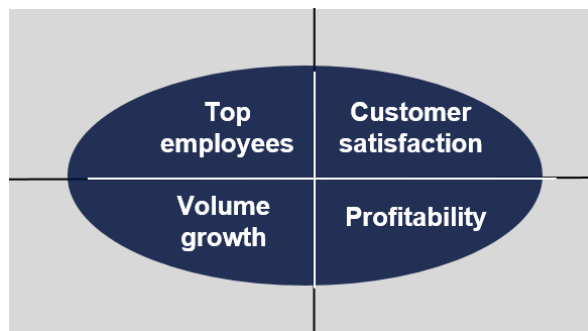 Top
employees
Customer
satisfaction
Volume
growth
Profitability